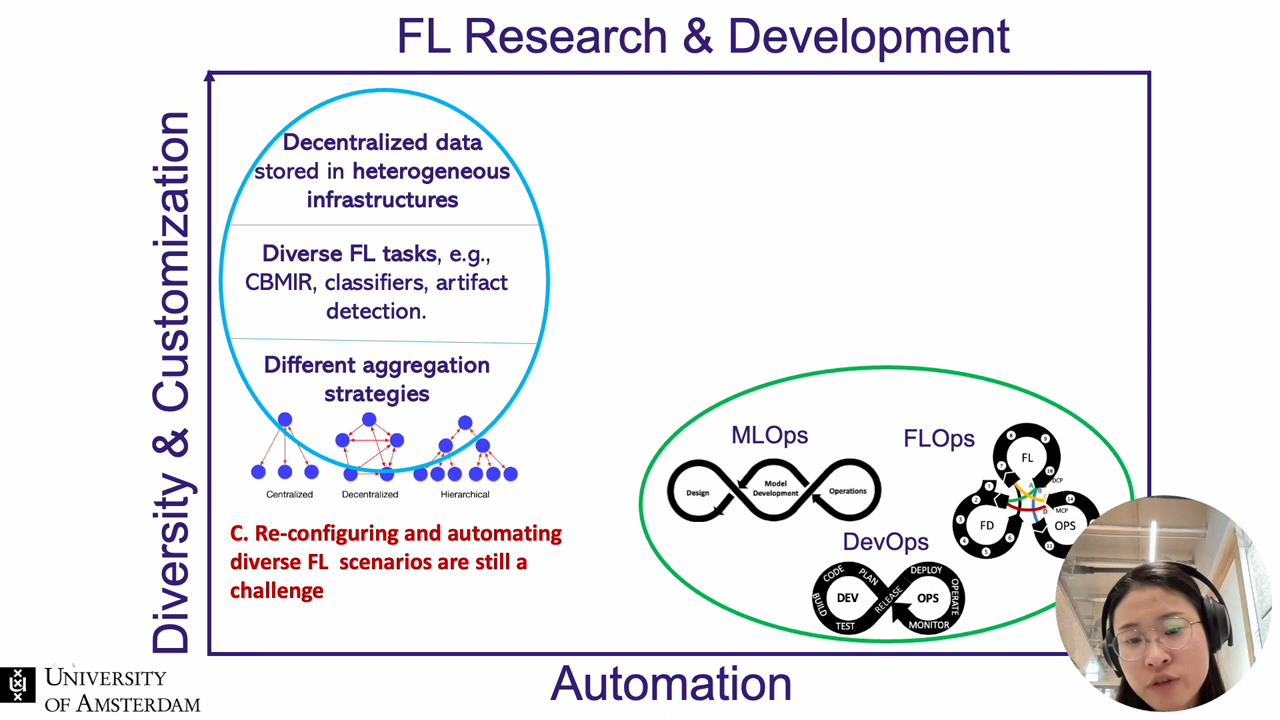 FL Research & Development
Diversity & Customization
Decentralized data
stored in heterogeneous
infrastructures
Diverse FL tasks, e.g.,
CBMIR, classifiers, artifact
detection.
Different aggregation
strategies
Centralized
Decentralized
Hierarchical
C. Re-configuring and automating
diverse FL scenarios are still a
challenge
MLOps
Design
Model
Development
Operations
FLOps
FL
FD
OPS
DCP
MCP
DevOps
CODE
PLAN
BUILD
TEST
DEV
RELEASE
DEPLOY
OPERATE
MONITOR
OPS
Automation
UNIVERSITY
OF AMSTERDAM